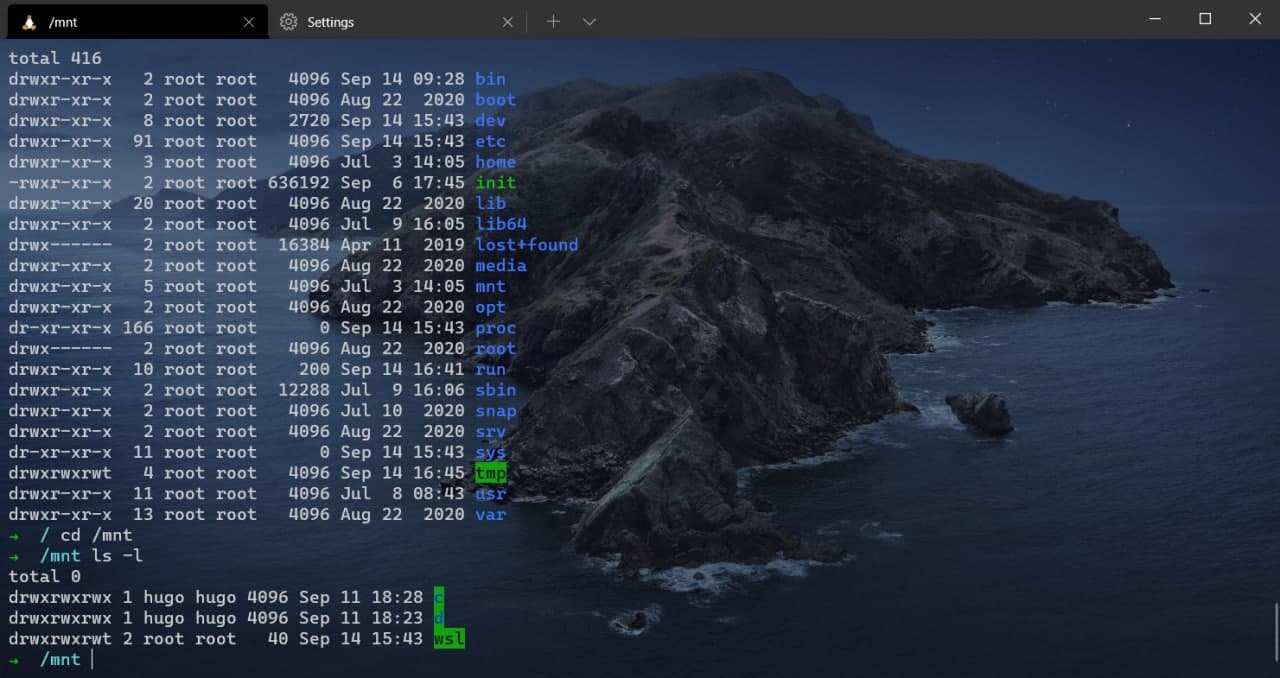 /mnt
Settings
total 416
drwxr-xr-x   2 root root   4096 Sep 14 09:28 bin
drwxr-xr-x   2 root root   4096 Aug 22  2020 boot
drwxr-xr-x   8 root root   2720 Sep 14 15:43 dev
drwxr-xr-x  91 root root   4096 Sep 14 15:43 etc
drwxr-xr-x   3 root root   4096 Jul  3 14:05 home
-rwxr-xr-x   2 root root 636192 Sep  6 17:45 init
drwxr-xr-x  20 root root   4096 Aug 22  2020 lib
drwxr-xr-x   2 root root   4096 Jul  9 16:05 lib64
drwx------   2 root root  16384 Apr 11  2019 lost+found
drwxr-xr-x   2 root root   4096 Aug 22  2020 media
drwxr-xr-x   5 root root   4096 Jul  3 14:05 mnt
drwxr-xr-x   2 root root   4096 Aug 22  2020 opt
dr-xr-xr-x 166 root root      0 Sep 14 15:43 proc
drwx------   2 root root   4096 Aug 22  2020 root
drwxr-xr-x  10 root root    200 Sep 14 16:41 run
drwxr-xr-x   2 root root  12288 Jul  9 16:06 sbin
drwxr-xr-x   2 root root   4096 Jul 10  2020 snap
drwxr-xr-x   2 root root   4096 Aug 22  2020 srv
dr-xr-xr-x  11 root root      0 Sep 14 15:43 sys
drwxrwxrwt   4 root root   4096 Sep 14 16:45 tmp
drwxr-xr-x  11 root root   4096 Jul  8 08:43 usr
drwxr-xr-x  13 root root   4096 Aug 22  2020 var
→  / cd /mnt
→  /mnt ls -l
total 0
drwxrwxrwx 1 hugo hugo 4096 Sep 11 18:28 c
drwxrwxrwx 1 hugo hugo 4096 Sep 11 18:23 d
drwxrwxrwt 2 root root   40 Sep 14 15:43 wsl
→  /mnt